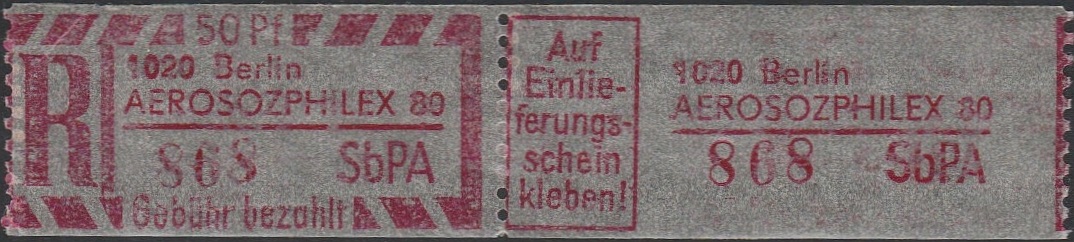 50 Pf
R
1020 Berlin
AEROSOZPHILEX 80
868 SbPA
Gebühr bezahlt
Auf
Einlie-
ferungs-
schein
kleben!
1020 Berlin
AEROSOZPHILEX 80
868 SbPA